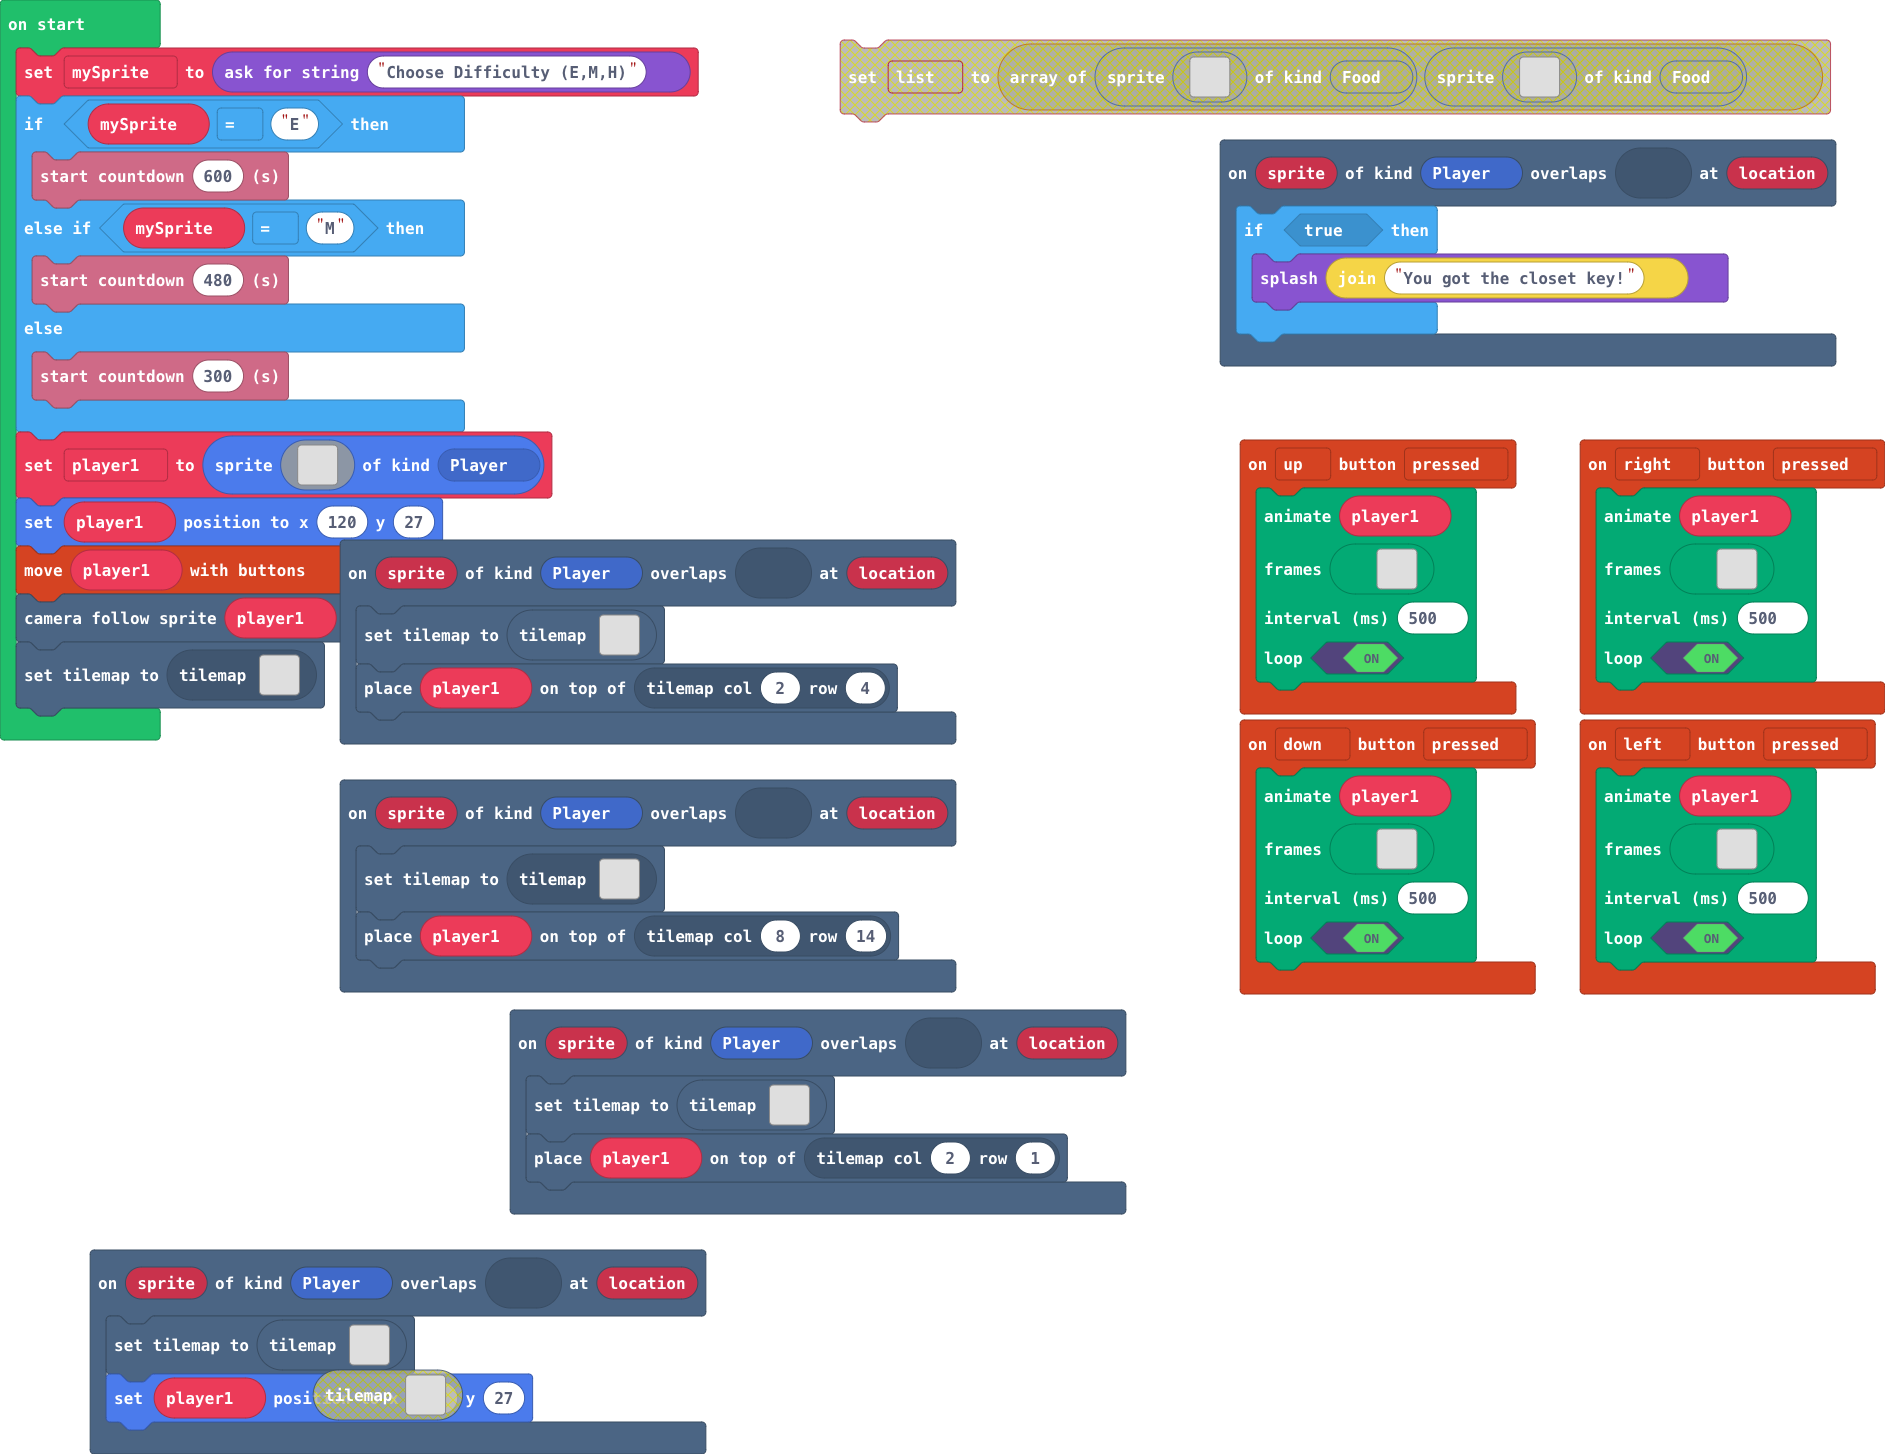 on start
set mySprite to ask for string "Choose Difficulty (E,M,H)"
if mySprite = "E" then
start countdown 600 (s)
else if mySprite = "M" then
start countdown 480 (s)
else
start countdown 300 (s)
set player1 to sprite of kind Player
set player1 position to x 120 y 27
move player1 with buttons
camera follow sprite player1
set tilemap to tilemap
set list to array of sprite of kind Food sprite of kind Food
on sprite of kind Player overlaps at location
if true then
splash join "You got the closet key!"
on up button pressed
animate player1
frames
interval (ms) 500
loop ON
on right button pressed
animate player1
frames
interval (ms) 500
loop ON
on sprite of kind Player overlaps at location
set tilemap to tilemap
place player1 on top of tilemap col 2 row 4
on down button pressed
animate player1
frames
interval (ms) 500
loop ON
on left button pressed
animate player1
frames
interval (ms) 500
loop ON
on sprite of kind Player overlaps at location
set tilemap to tilemap
place player1 on top of tilemap col 8 row 14
on sprite of kind Player overlaps at location
set tilemap to tilemap
place player1 on top of tilemap col 2 row 1
on sprite of kind Player overlaps at location
set tilemap to tilemap
set player1 y 27
tilemap